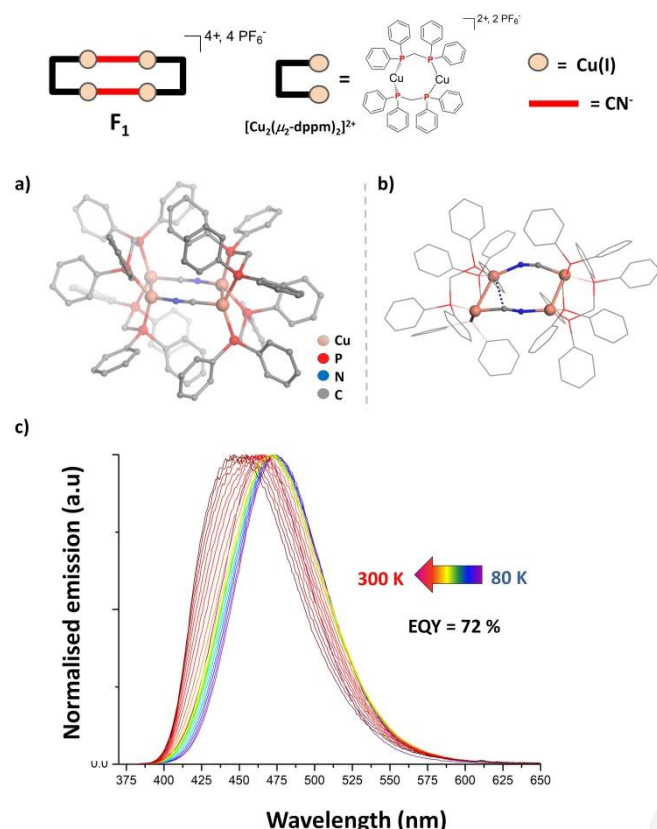 4+, 4 PF6-
F1
=
[Cu2(μ2-dppm)2]2+
2+, 2 PF6-
P P
Cu Cu
P P
= Cu(I)
= CN-
a)
Cu
P
N
C
b)
c)
Normalised emission (a.u)
300 K 80 K
EQY = 72 %
0.0
375 400 425 450 475 500 525 550 575 600 625 650
Wavelength (nm)